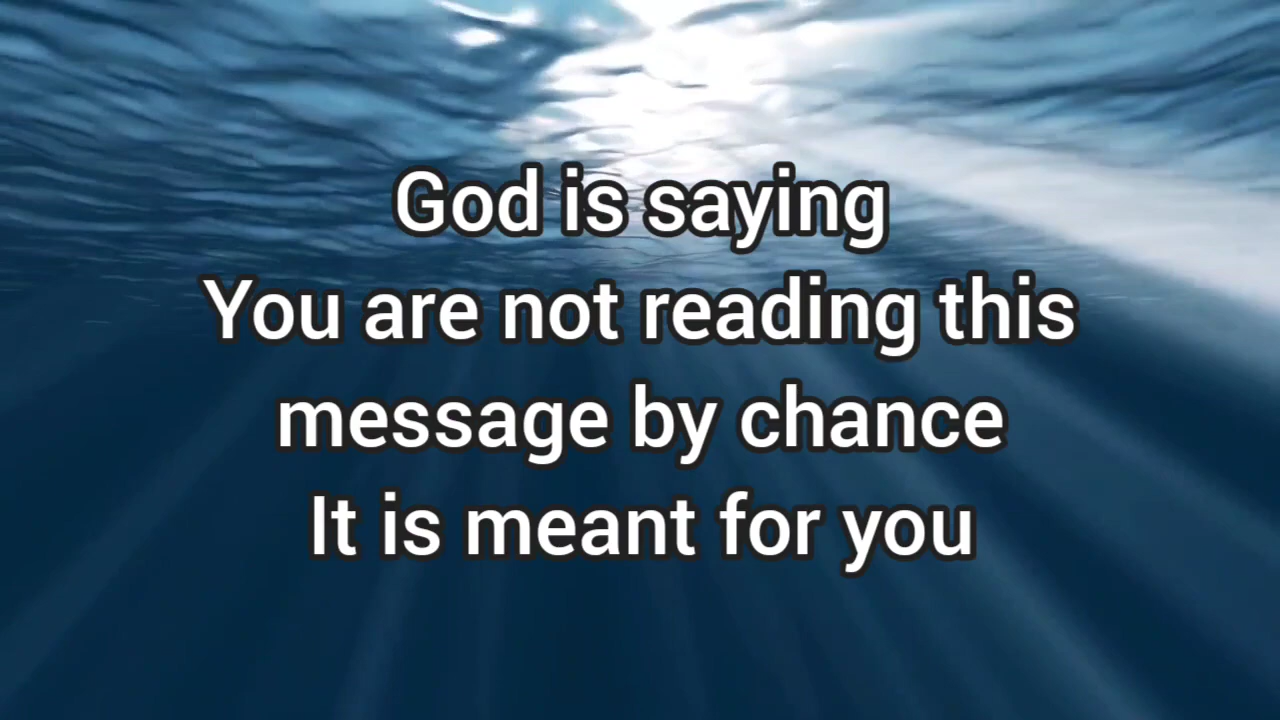 God is saying
You are not reading this
message by chance
It is meant for you